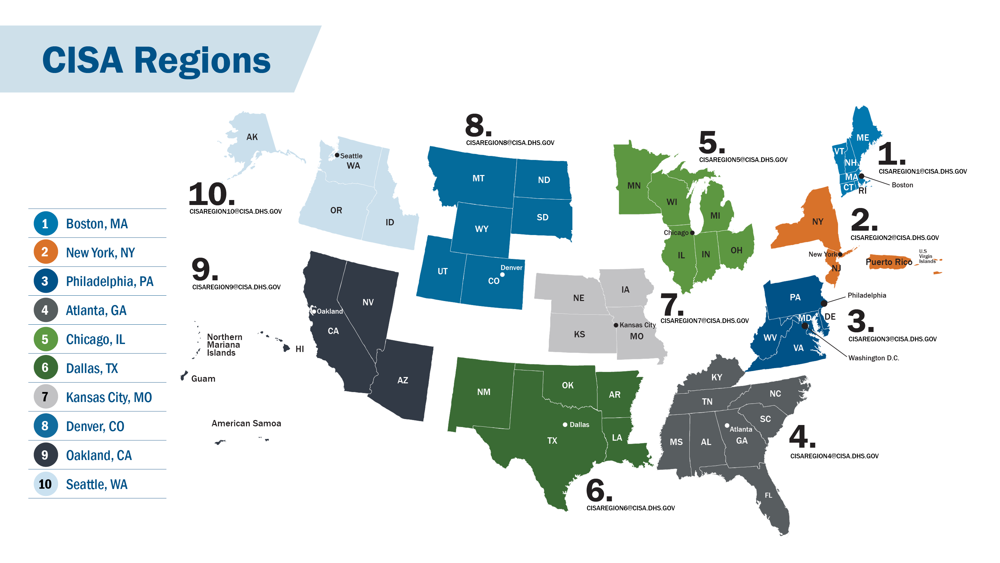 CISA Regions
1 Boston, MA
2 New York, NY
3 Philadelphia, PA
4 Atlanta, GA
5 Chicago, IL
6 Dallas, TX
7 Kansas City, MO
8 Denver, CO
9 Oakland, CA
10 Seattle, WA
10.
CISAREGION10@CISA.DHS.GOV
AK
Seattle
WA
OR
ID
9.
CISAREGION9@CISA.DHS.GOV
NV
Oakland
CA
AZ
HI
Northern
Mariana
Islands
Guam
American Samoa
8.
CISAREGION8@CISA.DHS.GOV
MT
ND
SD
WY
UT
Denver
CO
5.
CISAREGION5@CISA.DHS.GOV
MN
WI
MI
Chicago
IL
IN
OH
7.
CISAREGION7@CISA.DHS.GOV
NE
IA
KS
Kansas City
MO
NM
OK
AR
Dallas
TX
LA
6.
CISAREGION6@CISA.DHS.GOV
1.
CISAREGION1@CISA.DHS.GOV
ME
VT
NH
MA
Boston
CT
RI
2.
CISAREGION2@CISA.DHS.GOV
NY
New York
NJ
Puerto Rico
U.S
Virgin
Islands
PA
Philadelphia
MD
DE
3.
CISAREGION3@CISA.DHS.GOV
WV
VA
Washington D.C.
KY
TN
NC
SC
Atlanta
MS
AL
GA
FL
4.
CISAREGION4@CISA.DHS.GOV